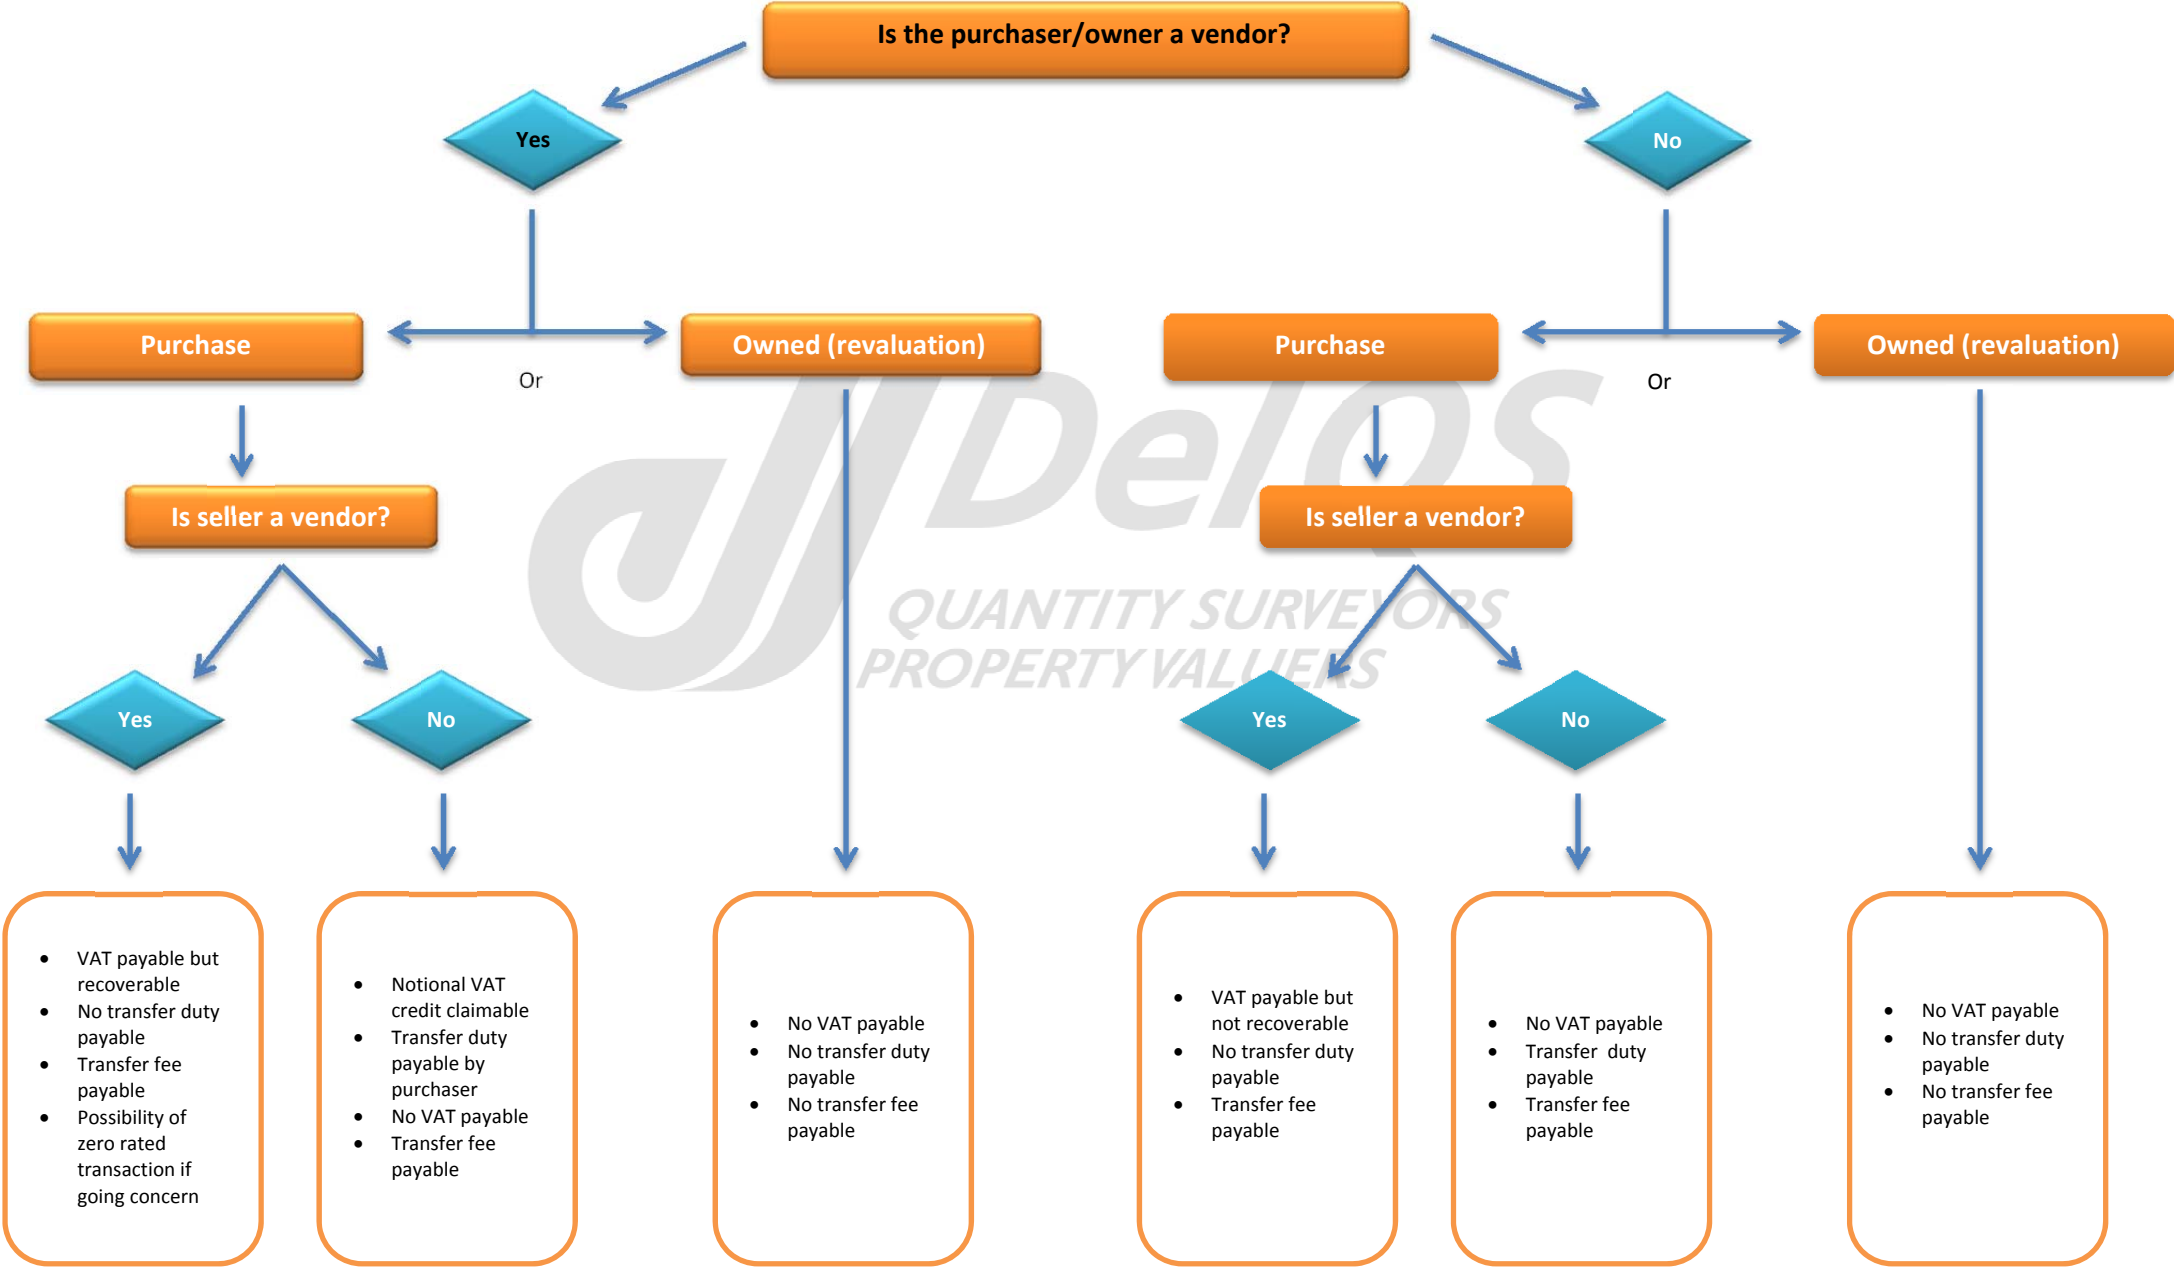 Is the purchaser/owner a vendor?
Yes
No
Purchase
Or
Owned (revaluation)
Purchase
Or
Owned (revaluation)
DelQS
QUANTITY SURVEYORS
PROPERTY VALUERS
Is seller a vendor?
Is seller a vendor?
Yes
No
Yes
No
• VAT payable but
recoverable
• No transfer duty
payable
• Transfer fee
payable
• Possibility of
zero rated
transaction if
going concern
• Notional VAT
credit claimable
• Transfer duty
payable by
purchaser
• No VAT payable
• Transfer fee
payable
• No VAT payable
• No transfer duty
payable
• No transfer fee
payable
• VAT payable but
not recoverable
• No transfer duty
payable
• Transfer fee
payable
• No VAT payable
• Transfer  duty
payable
• Transfer fee
payable
• No VAT payable
• No transfer duty
payable
• No transfer fee
payable